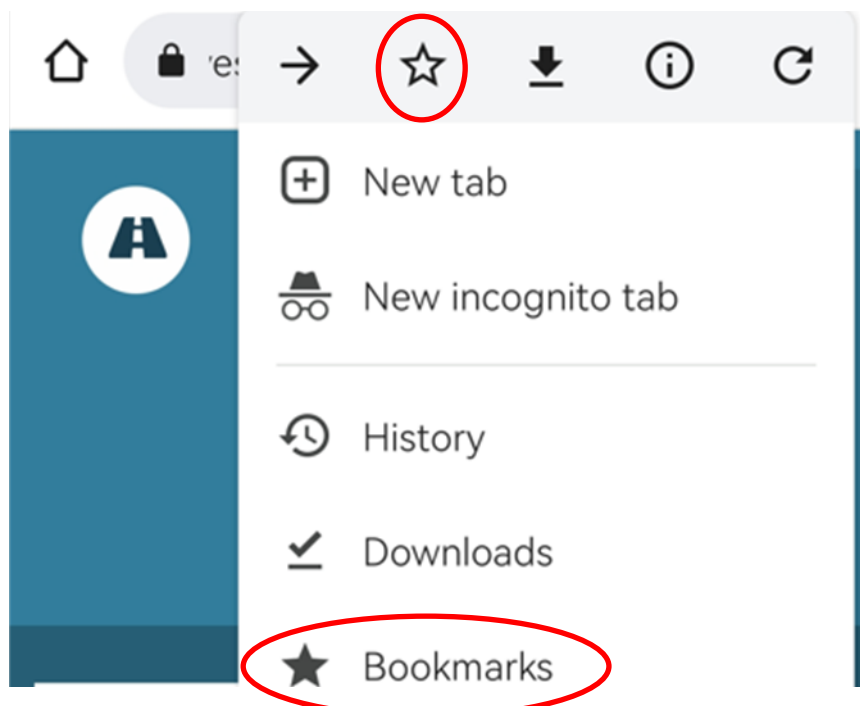 New tab
New incognito tab
History
Downloads
Bookmarks